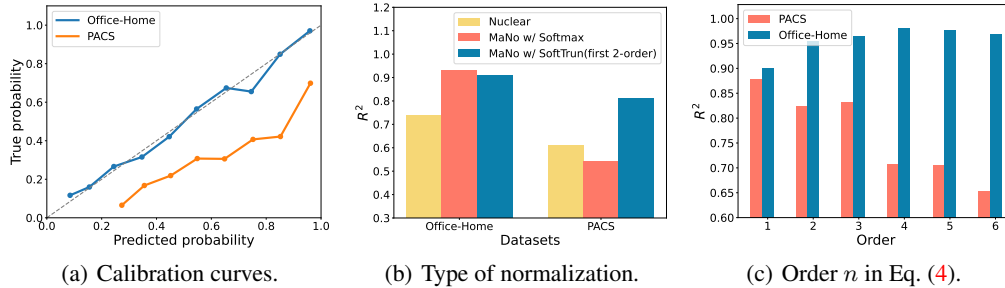 Office-Home
PACS
True probability
1.0
0.8
0.6
0.4
0.2
0.0
0.0 0.2 0.4 0.6 0.8 1.0
Predicted probability
(a) Calibration curves.
Nuclear
MaNo w/ Softmax
MaNo w/ SoftTrun(first 2-order)
R²
1.0
0.9
0.8
0.7
0.6
0.5
0.4
0.3
Office-Home PACS
Datasets
(b) Type of normalization.
PACS
Office-Home
R²
1.00
0.95
0.90
0.85
0.80
0.75
0.70
0.65
0.60
1 2 3 4 5 6
Order
(c) Order n in Eq. (4).